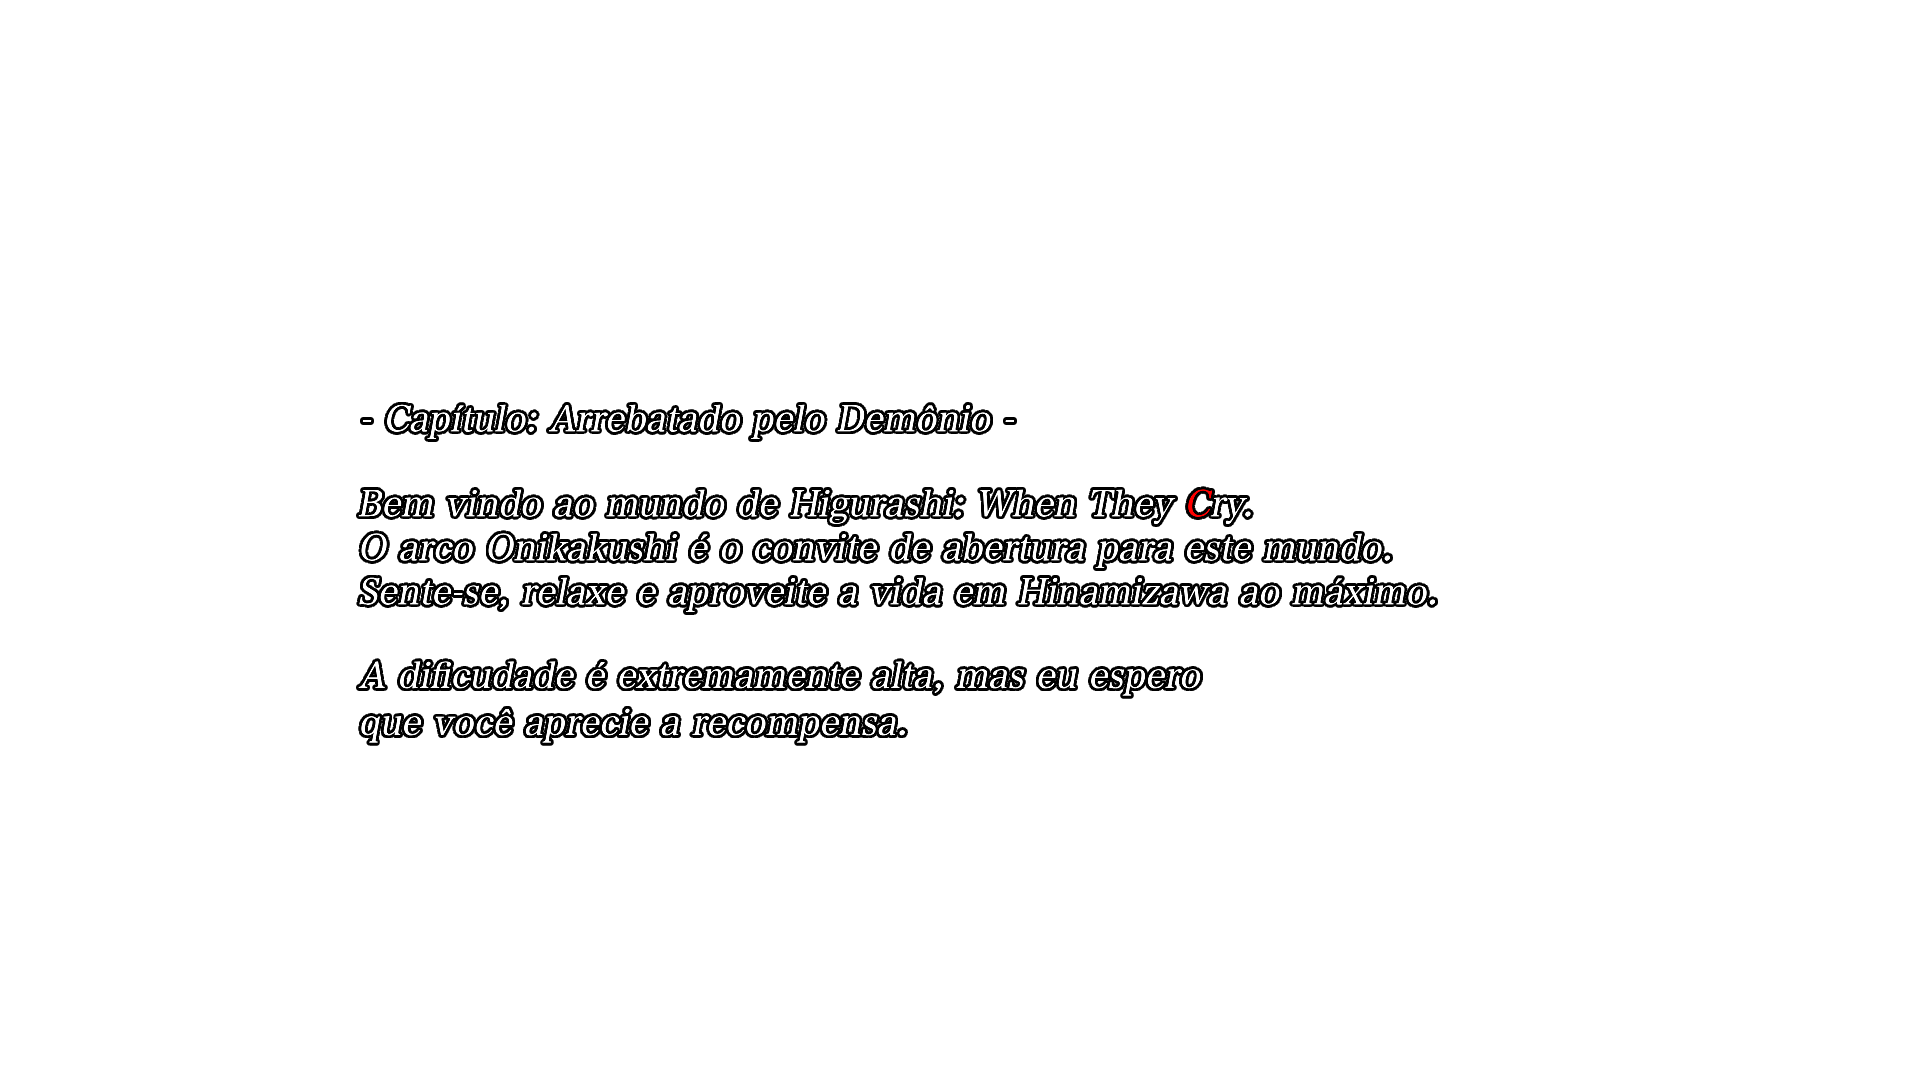 - Capítulo: Arrebatado pelo Demônio -
Bem vindo ao mundo de Higurashi: When They Cry.
O arco Onikakushi é o convite de abertura para este mundo.
Sente-se, relaxe e aproveite a vida em Hinamizawa ao máximo.
A dificudade é extremamente alta, mas eu espero
que você aprecie a recompensa.